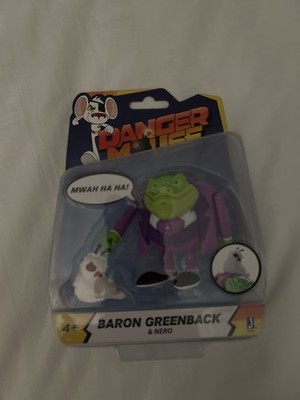 DANGER
MOUSE
MWAH HA HA!
4+
BARON GREENBACK
& NERO